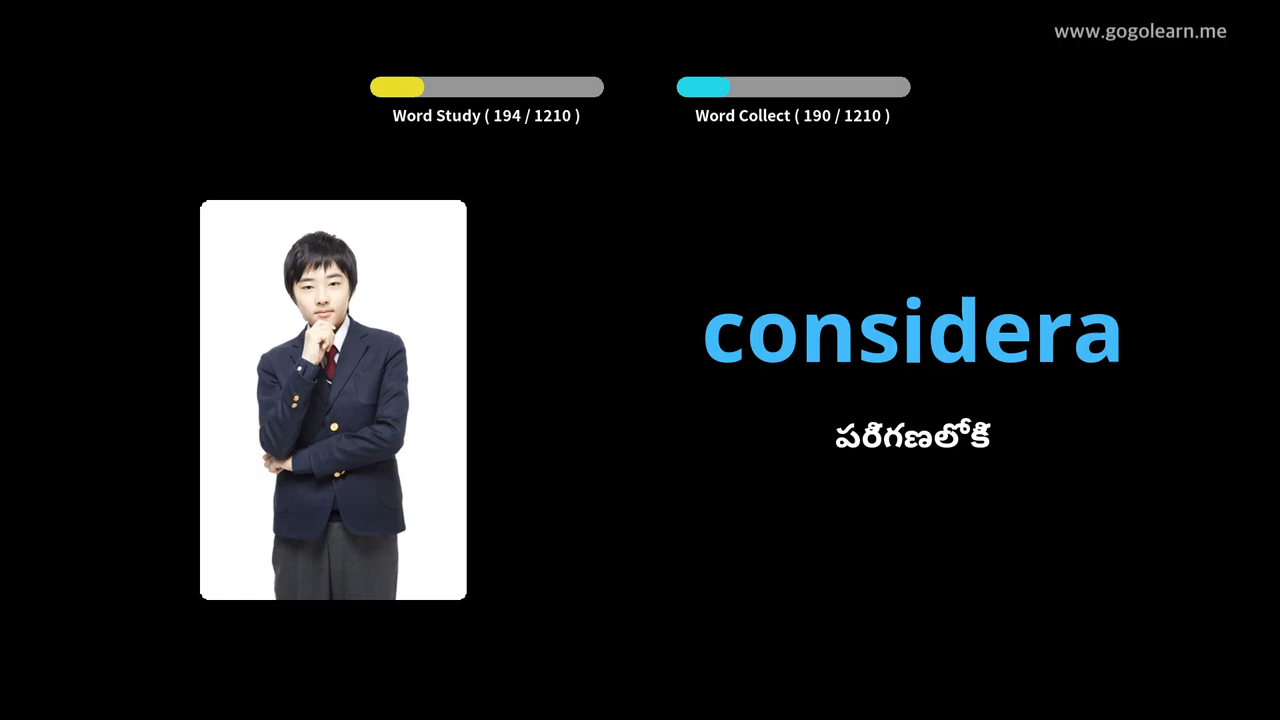 www.gogolearn.me
Word Study ( 194 / 1210 )
Word Collect ( 190 / 1210 )
considera
పరిగణలోకి